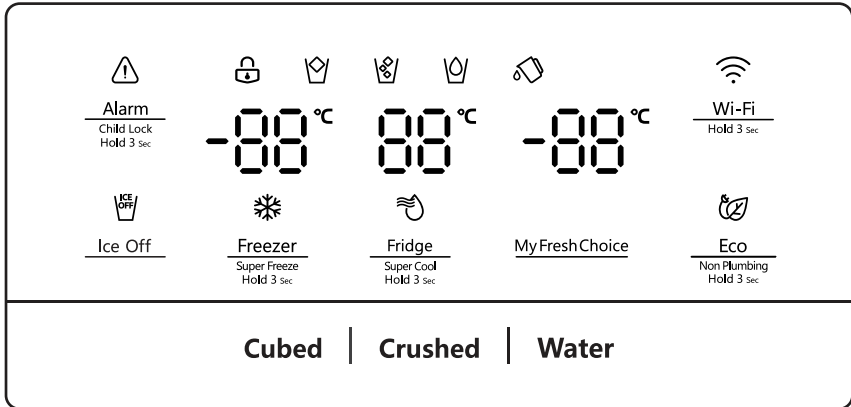 Alarm
Child Lock
Hold 3 Sec
-88 °C
88 °C
-88 °C
Wi-Fi
Hold 3 Sec
ICE
OFF
Ice Off
Freezer
Super Freeze
Hold 3 Sec
Fridge
Super Cool
Hold 3 Sec
My Fresh Choice
Eco
Non Plumbing
Hold 3 Sec
Cubed | Crushed | Water